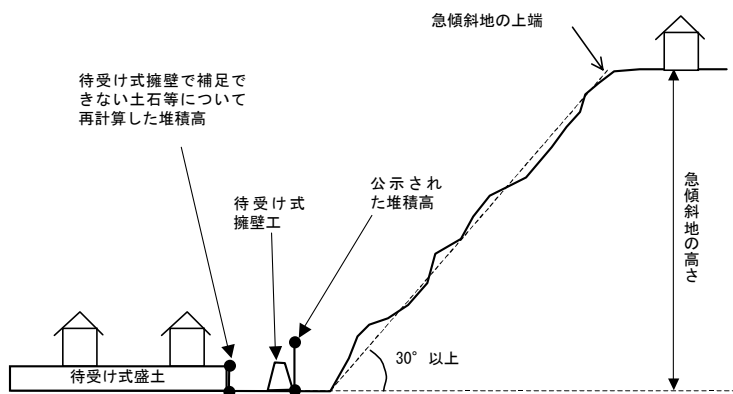 急傾斜地の上端
待受け式擁壁で補足で
きない土石等について
再計算した堆積高
公示され
た堆積高
待受け式
擁壁工
急傾斜地の高さ
30° 以上
待受け式盛土